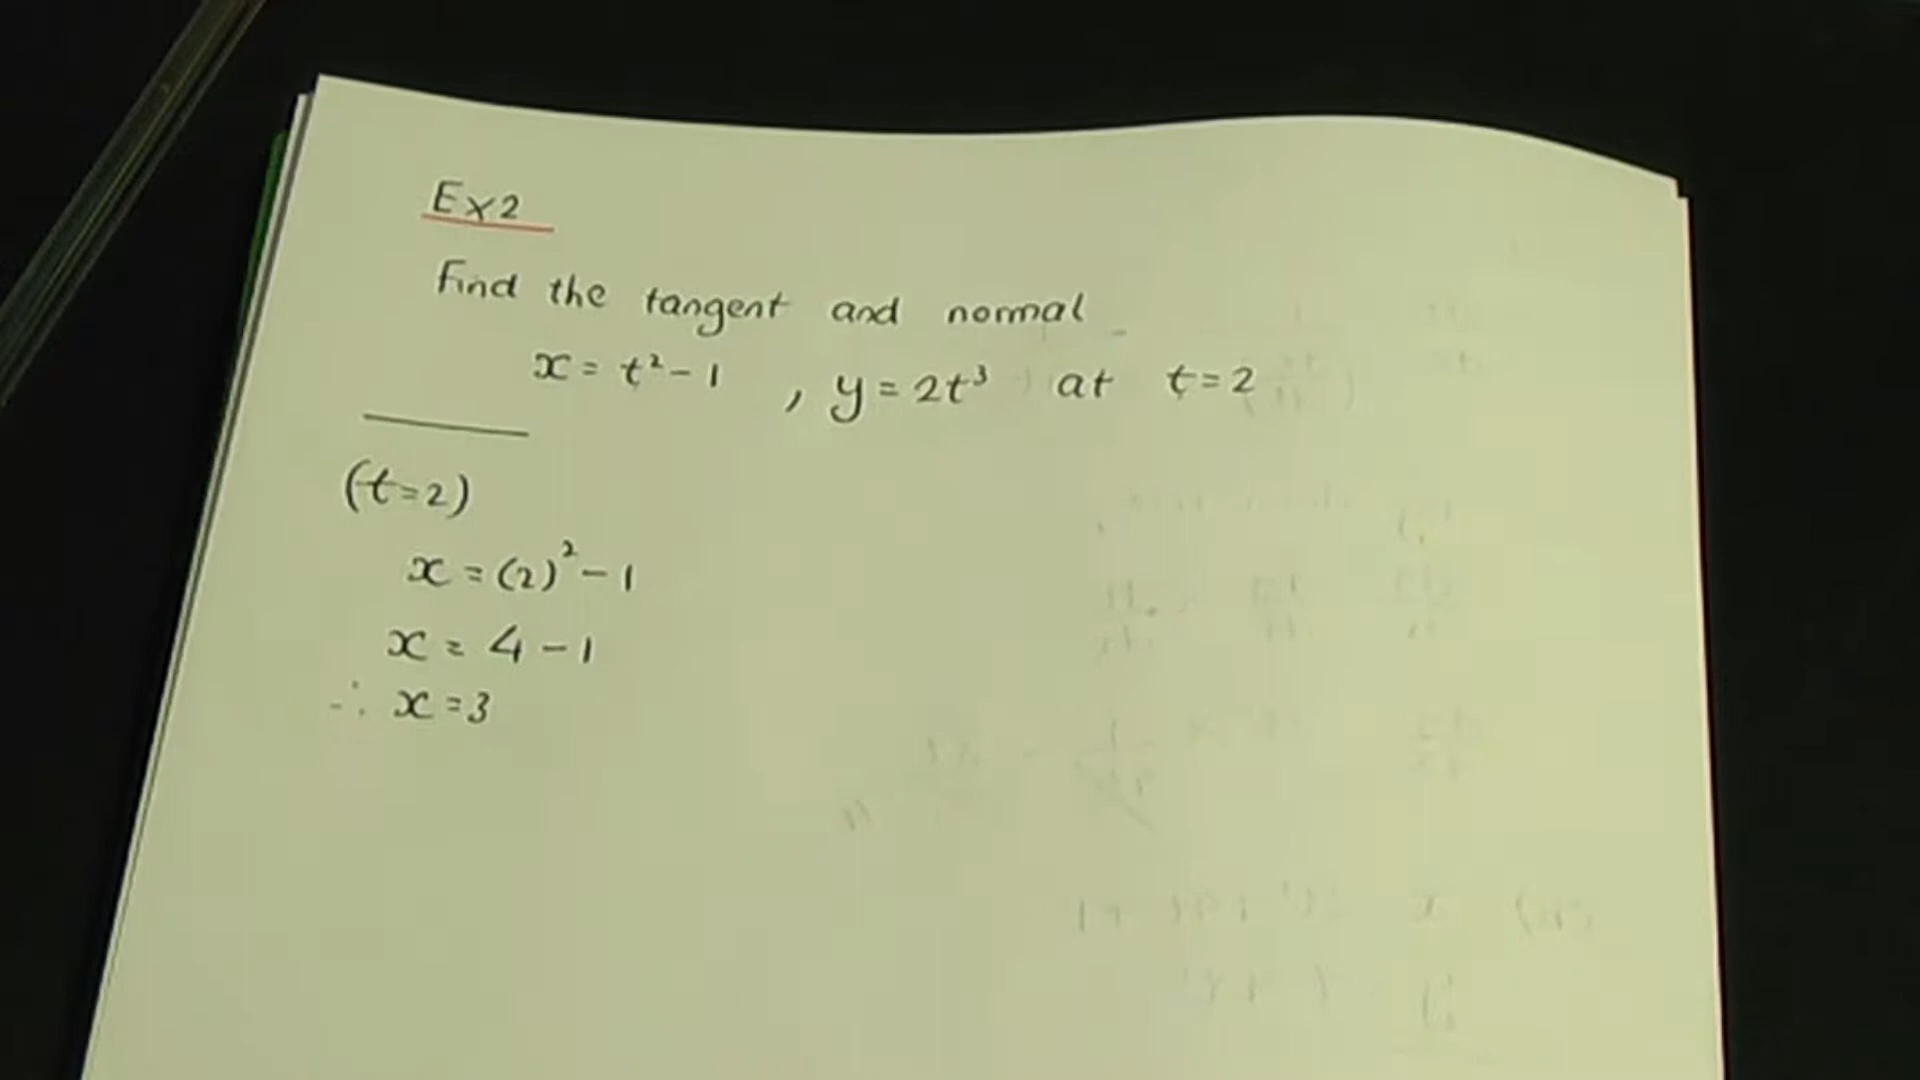 Ex2
Find the tangent and normal
x = t² - 1 , y = 2t³ at t = 2
(t=2)
x = (2)² - 1
x = 4 - 1
∴ x = 3